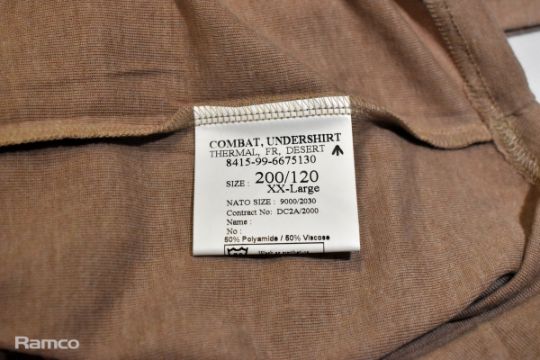 COMBAT, UNDERSHIRT
THERMAL, FR, DESERT
8415-99-6675130
SIZE : 200/120
XX-Large
NATO SIZE : 9000/2030
Contract No: DC2A/2000
Name :
No :
50% Polyamide / 50% Viscose
Ramco